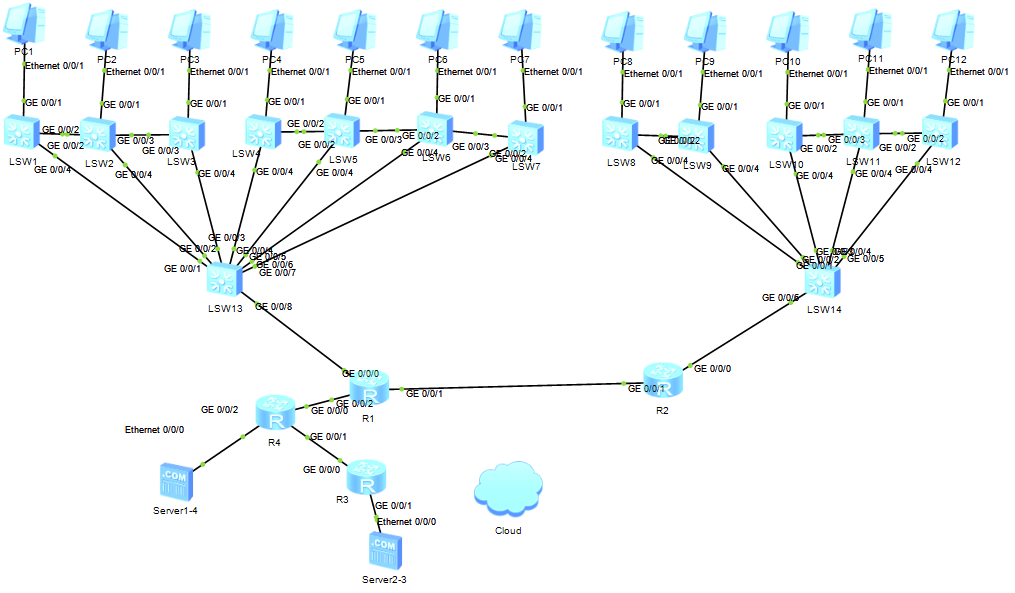 PC1
PC2
PC3
PC4
PC5
PC6
PC7
PC8
PC9
PC10
PC11
PC12
Ethernet 0/0/1
Ethernet 0/0/1
Ethernet 0/0/1
Ethernet 0/0/1
Ethernet 0/0/1
Ethernet 0/0/1
Ethernet 0/0/1
Ethernet 0/0/1
Ethernet 0/0/1
Ethernet 0/0/1
Ethernet 0/0/1
Ethernet 0/0/1
GE 0/0/1
GE 0/0/1
GE 0/0/1
GE 0/0/1
GE 0/0/1
GE 0/0/1
GE 0/0/1
GE 0/0/1
GE 0/0/1
GE 0/0/1
GE 0/0/1
GE 0/0/1
GE 0/0/2
GE 0/0/2
GE 0/0/3
GE 0/0/3
GE 0/0/2
GE 0/0/2
GE 0/0/3
GE 0/0/2
GE 0/0/3
GE 0/0/2
GE 0/0/2
GE 0/0/3
GE 0/0/2
GE 0/0/2
LSW1
LSW2
LSW3
LSW4
LSW5
LSW6
LSW7
LSW8
LSW9
LSW10
LSW11
LSW12
GE 0/0/4
GE 0/0/4
GE 0/0/4
GE 0/0/4
GE 0/0/4
GE 0/0/4
GE 0/0/4
GE 0/0/4
GE 0/0/4
GE 0/0/4
GE 0/0/4
GE 0/0/4
GE 0/0/1
GE 0/0/2
GE 0/0/3
GE 0/0/4
GE 0/0/5
GE 0/0/6
GE 0/0/7
GE 0/0/2
GE 0/0/4
GE 0/0/5
LSW13
GE 0/0/8
GE 0/0/6
LSW14
GE 0/0/0
GE 0/0/1
R1
GE 0/0/0
GE 0/0/1
R2
GE 0/0/2
GE 0/0/0
GE 0/0/2
GE 0/0/1
R4
Ethernet 0/0/0
Server1-4
GE 0/0/0
R3
GE 0/0/1
Ethernet 0/0/0
Server2-3
Cloud